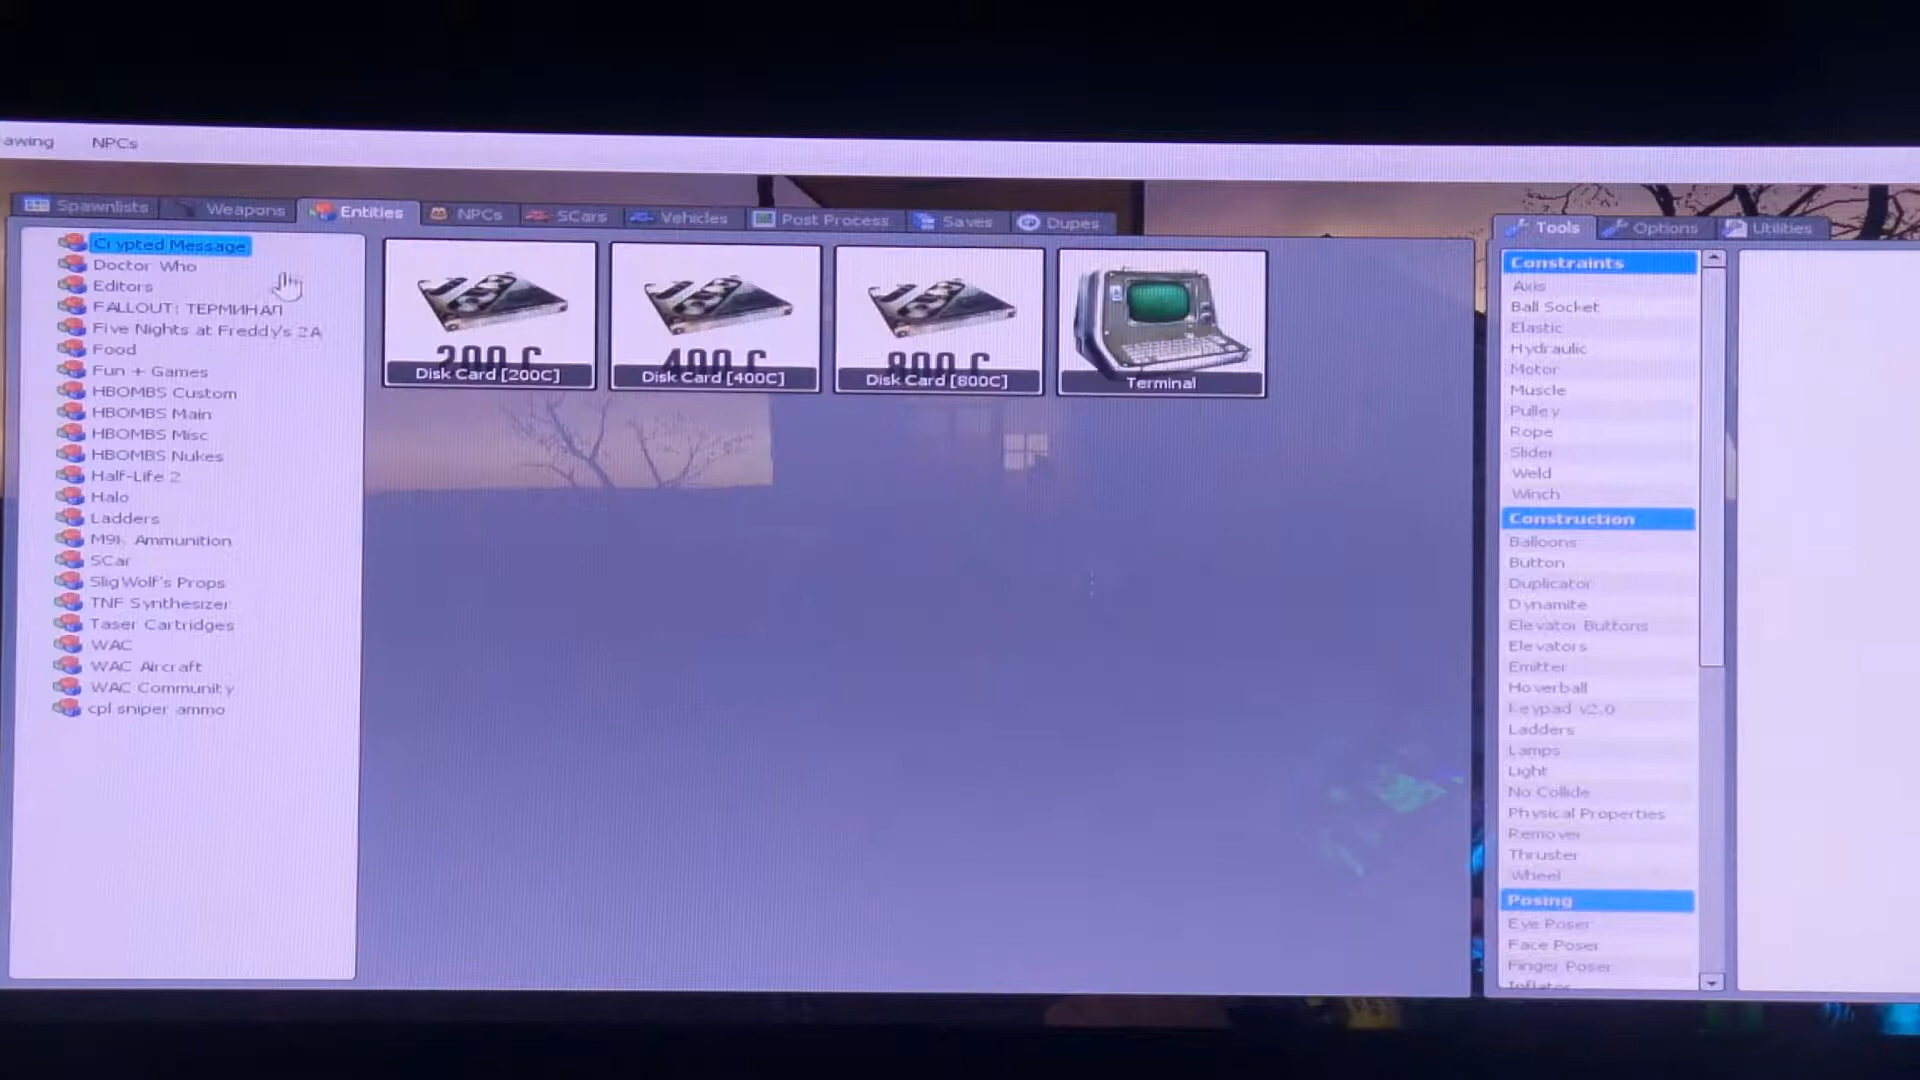 awing NPCs
Spawnlists Weapons Entities NPCs SCars Vehicles Post Process Saves Dupes
Tools Options Utilities
Crypted Message
Doctor Who
Editors
FALLOUT: ТЕРМИНАЛ
Five Nights at Freddy's 2A
Food
Fun + Games
HBOMBS Custom
HBOMBS Main
HBOMBS Misc
HBOMBS Nukes
Half-Life 2
Halo
Ladders
M9K Ammunition
SCar
SligWolf's Props
TNF Synthesizer
Taser Cartridges
WAC
WAC Aircraft
WAC Community
cpl sniper ammo
200 C
Disk Card [200C]
400 C
Disk Card [400C]
800 C
Disk Card [800C]
Terminal
Constraints
Axis
Ball Socket
Elastic
Hydraulic
Motor
Muscle
Pulley
Rope
Slider
Weld
Winch
Construction
Balloons
Button
Duplicator
Dynamite
Elevator Buttons
Elevators
Emitter
Hoverball
Keypad v2.0
Ladders
Lamps
Light
No Collide
Physical Properties
Remover
Thruster
Wheel
Posing
Eye Poser
Face Poser
Finger Poser
Inflator